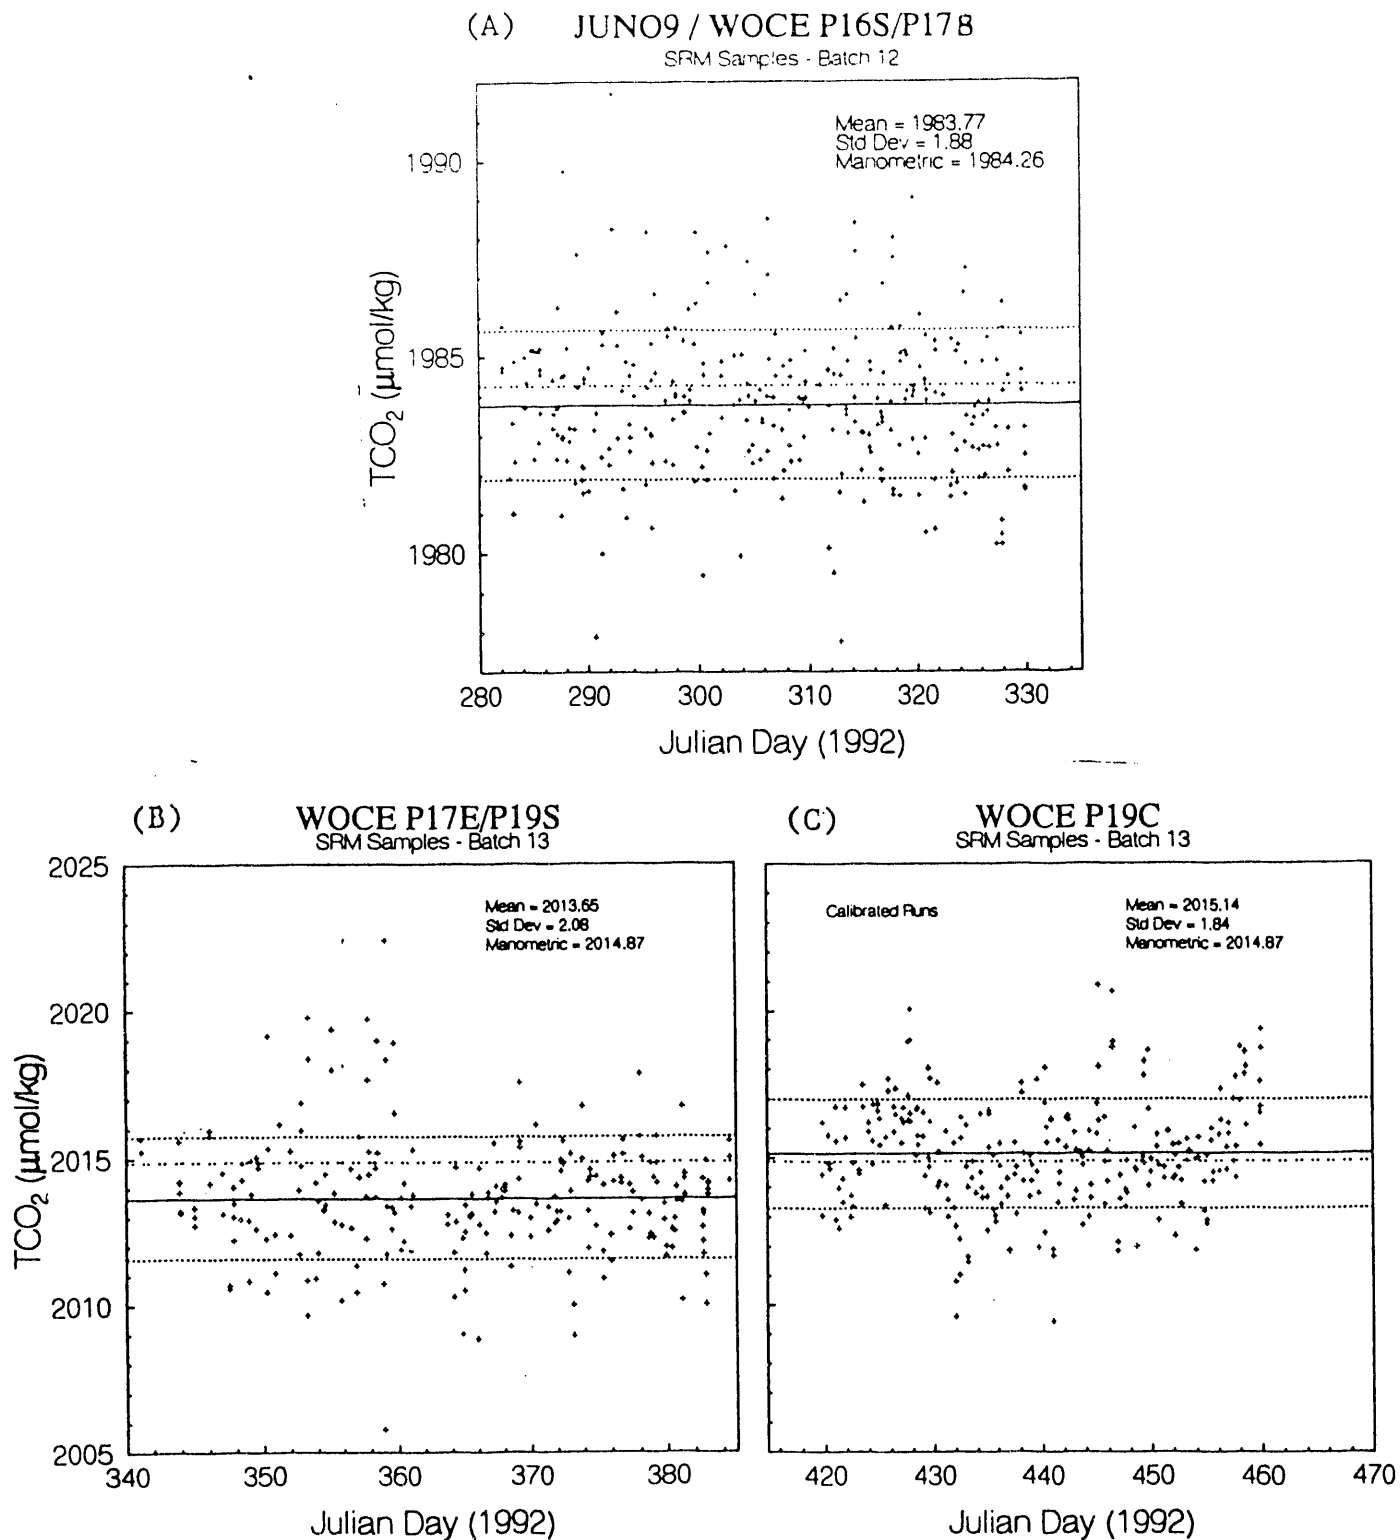 (A) JUNO9 / WOCE P16S/P17S
SRM Samples - Batch 12
Mean = 1983.77
Std Dev = 1.88
Manometric = 1984.26
1990
1985
1980
TCO₂ (µmol/kg)
280 290 300 310 320 330
Julian Day (1992)
(B) WOCE P17E/P19S
SRM Samples - Batch 13
Mean = 2013.65
Std Dev = 2.08
Manometric = 2014.87
2025
2020
2015
2010
2005
TCO₂ (µmol/kg)
340 350 360 370 380
Julian Day (1992)
(C) WOCE P19C
SRM Samples - Batch 13
Calibrated Runs
Mean = 2015.14
Std Dev = 1.84
Manometric = 2014.87
420 430 440 450 460 470
Julian Day (1992)